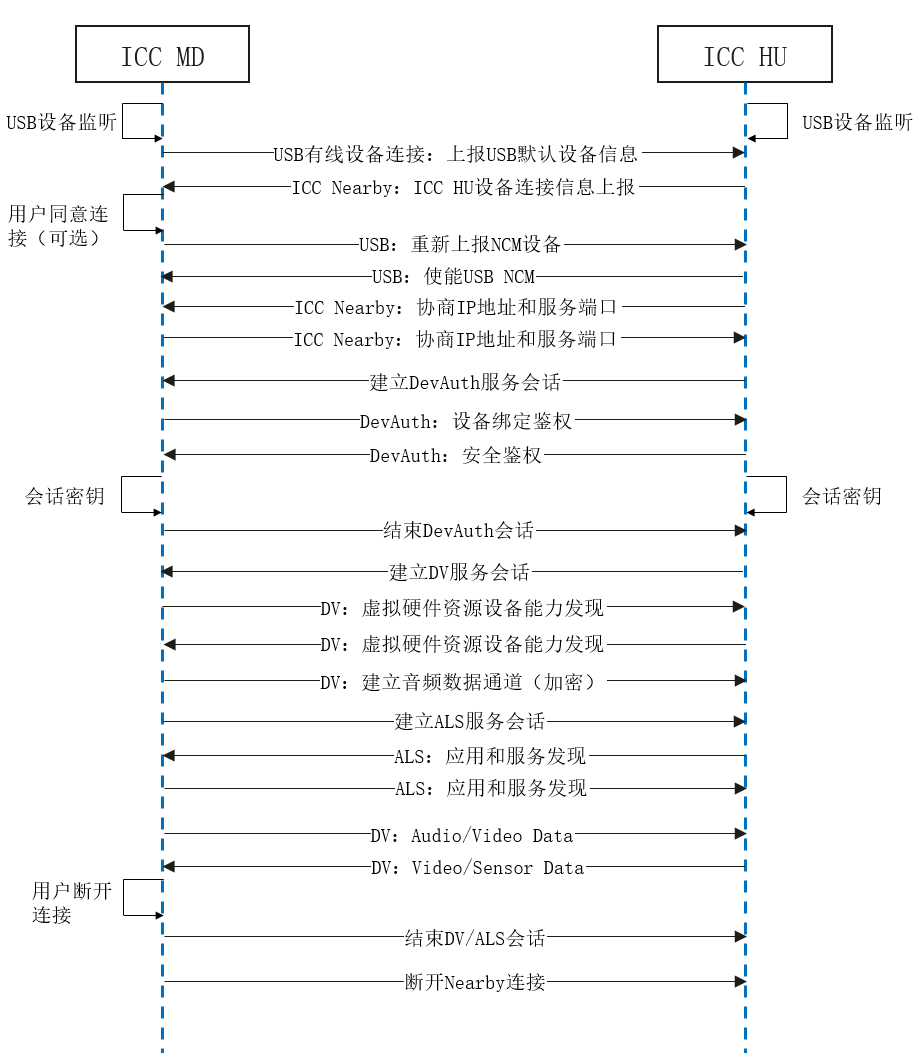 ICC MD
ICC HU
USB设备监听
USB设备监听
USB有线设备连接：上报USB默认设备信息
ICC Nearby：ICC HU设备连接信息上报
用户同意连
接（可选）
USB：重新上报NCM设备
USB：使能USB NCM
ICC Nearby：协商IP地址和服务端口
ICC Nearby：协商IP地址和服务端口
建立DevAuth服务会话
DevAuth：设备绑定鉴权
DevAuth：安全鉴权
会话密钥
会话密钥
结束DevAuth会话
建立DV服务会话
DV：虚拟硬件资源设备能力发现
DV：虚拟硬件资源设备能力发现
DV：建立音频数据通道（加密）
建立ALS服务会话
ALS：应用和服务发现
ALS：应用和服务发现
DV：Audio/Video Data
DV：Video/Sensor Data
用户断开
连接
结束DV/ALS会话
断开Nearby连接